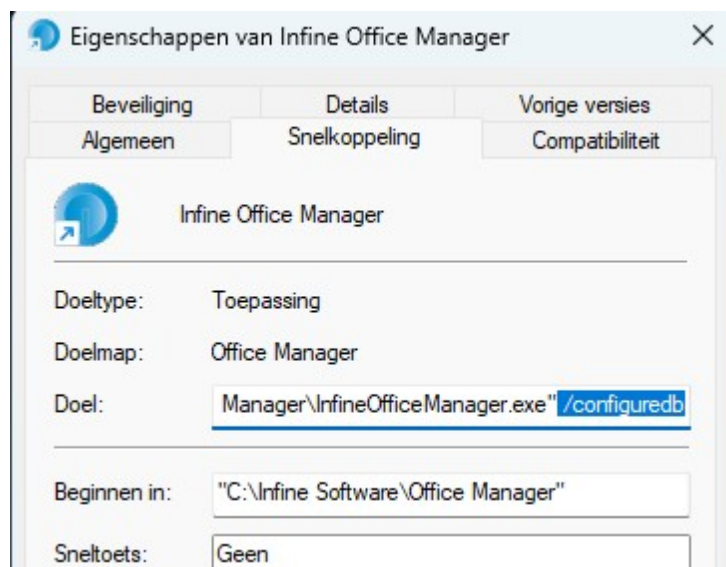 Eigenschappen van Infine Office Manager
Beveiliging Details Vorige versies
Algemeen Snelkoppeling Compatibiliteit
Infine Office Manager
Doeltype: Toepassing
Doelmap: Office Manager
Doel: Manager\InfineOfficeManager.exe" /configuredb
Beginnen in: "C:\Infine Software\Office Manager"
Sneltoets: Geen